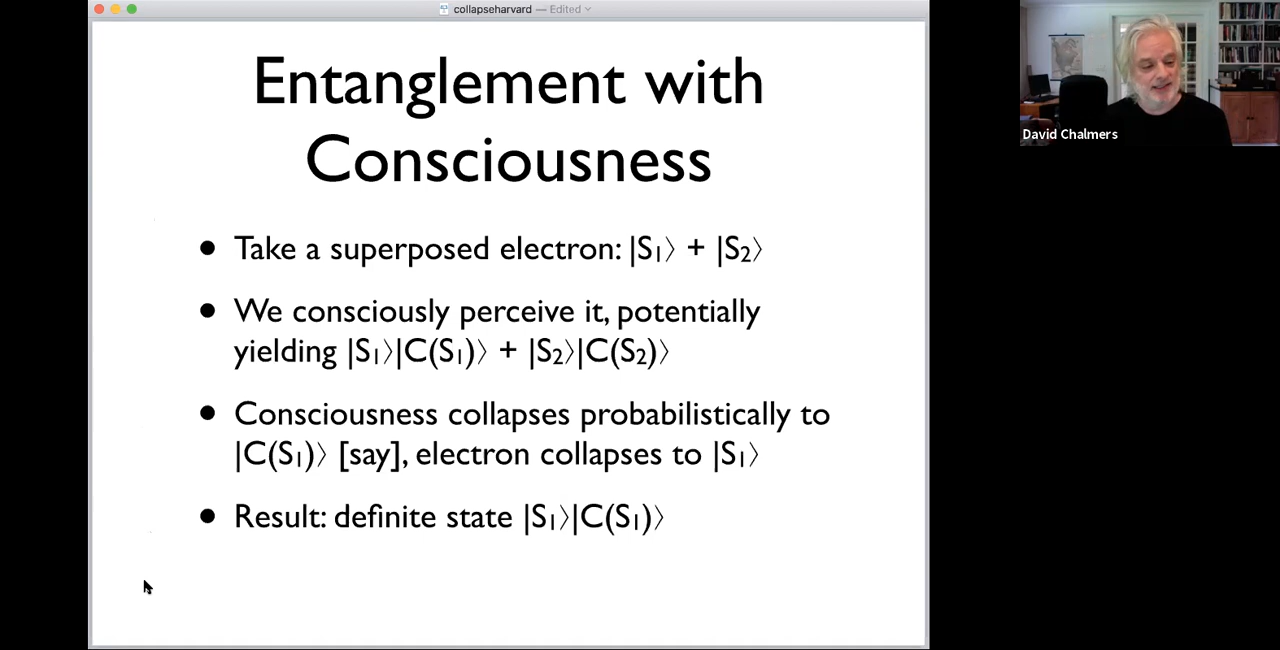 collapseharvard — Edited
Entanglement with
Consciousness
• Take a superposed electron: |S₁⟩ + |S₂⟩
• We consciously perceive it, potentially
yielding |S₁⟩|C(S₁)⟩ + |S₂⟩|C(S₂)⟩
• Consciousness collapses probabilistically to
|C(S₁)⟩ [say], electron collapses to |S₁⟩
• Result: definite state |S₁⟩|C(S₁)⟩
David Chalmers